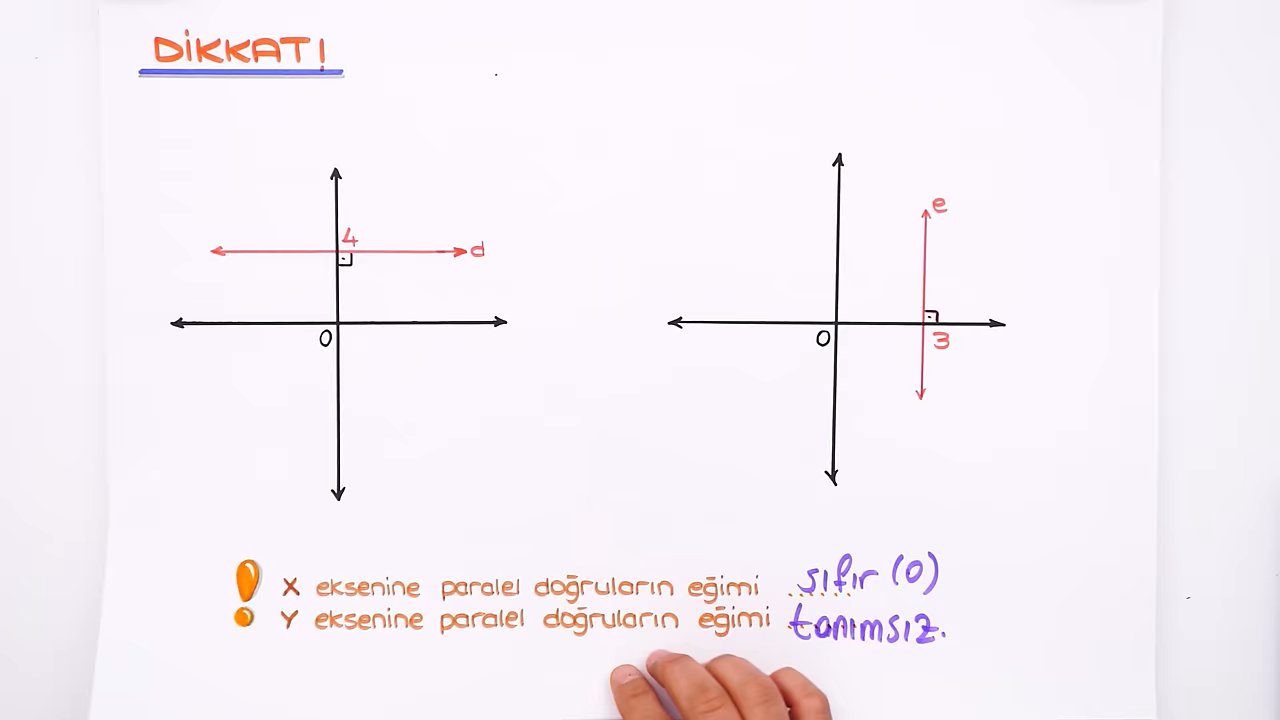 DİKKAT!
4
d
0
e
0
3
X eksenine paralel doğruların eğimi sıfır (0)
Y eksenine paralel doğruların eğimi tanımsız.